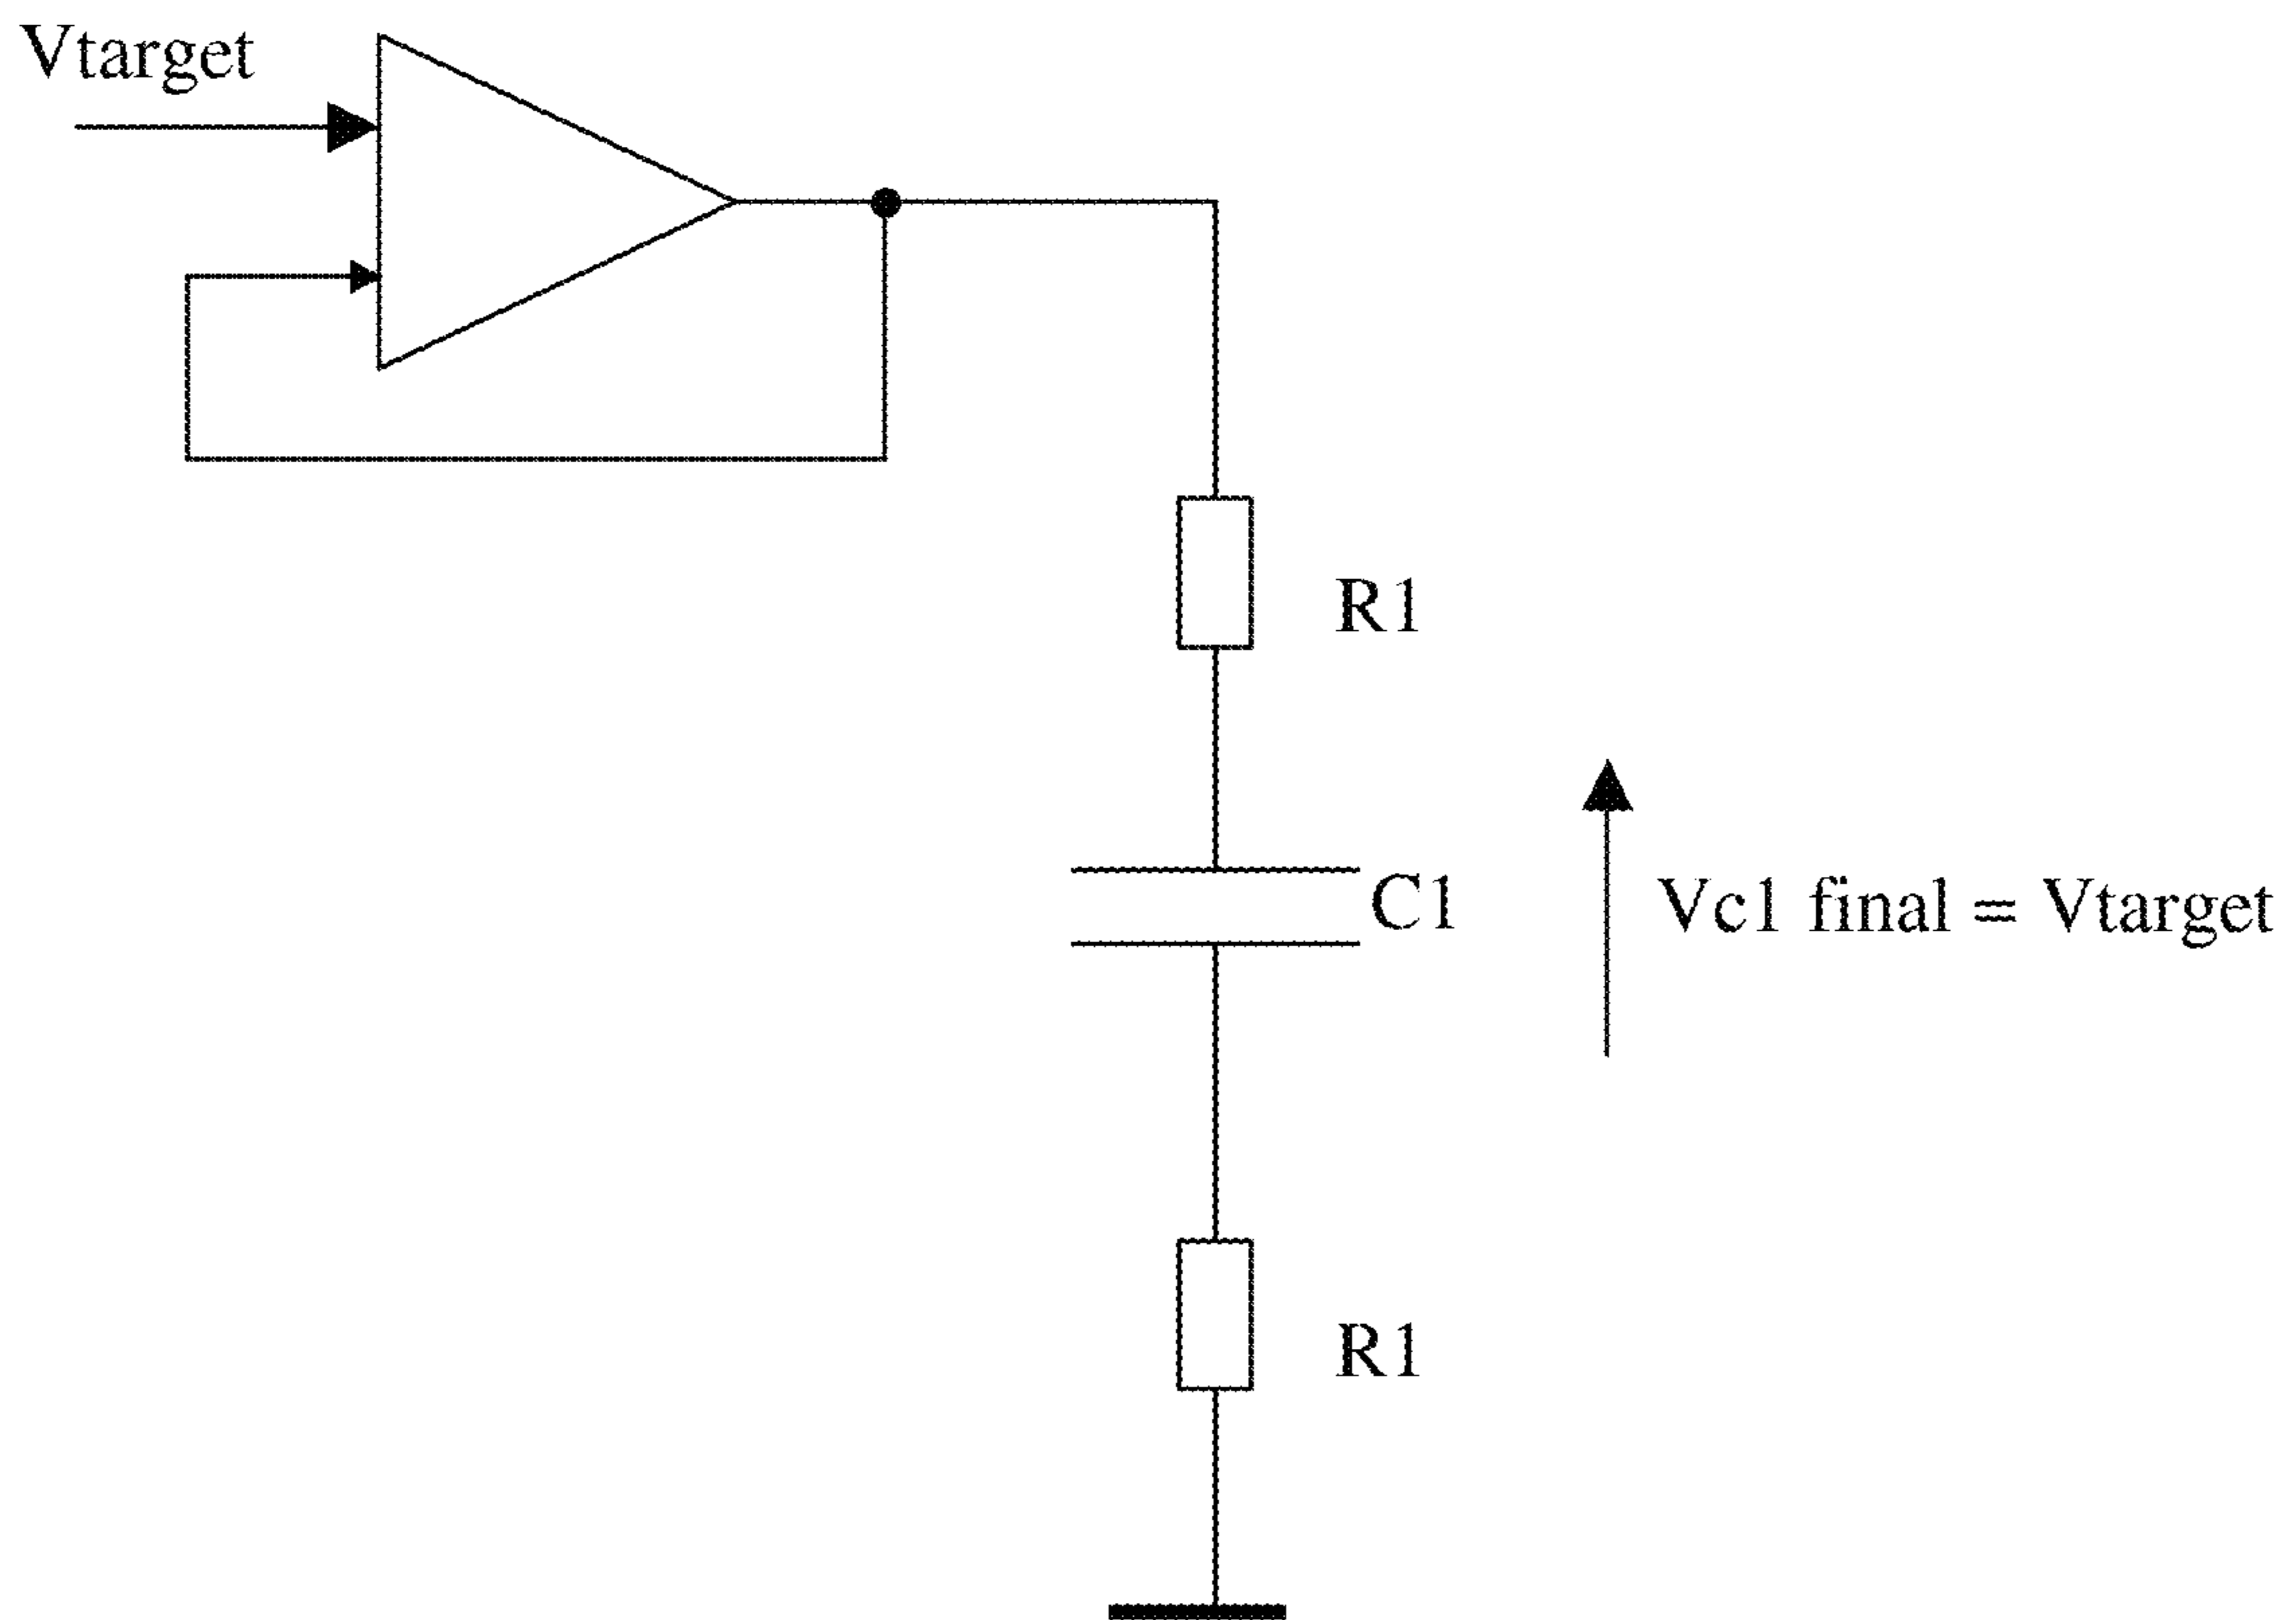 Vtarget
R1
C1
Vc1 final = Vtarget
R1